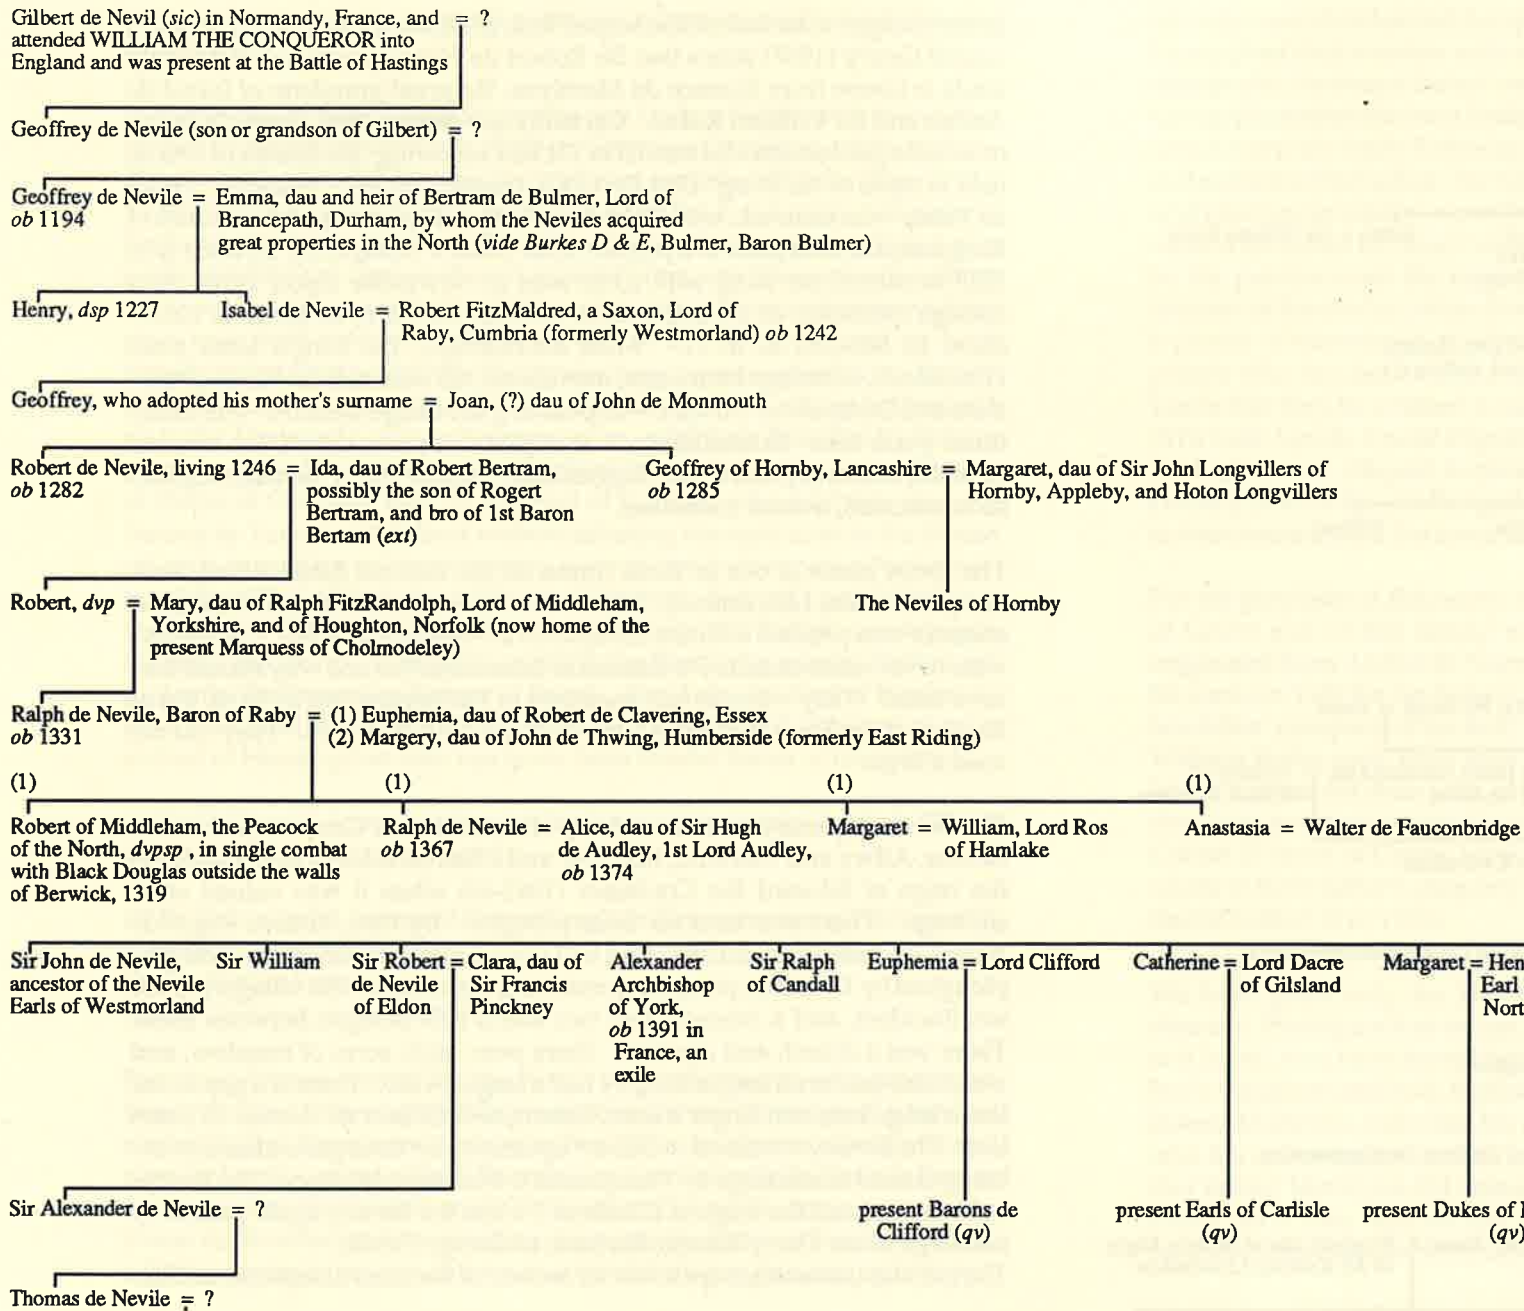 Gilbert de Nevil (sic) in Normandy, France, and = ?
attended WILLIAM THE CONQUEROR into
England and was present at the Battle of Hastings
Geoffrey de Nevile (son or grandson of Gilbert) = ?
Geoffrey de Nevile = Emma, dau and heir of Bertram de Bulmer, Lord of
ob 1194 Brancepath, Durham, by whom the Neviles acquired
great properties in the North (vide Burkes D & E, Bulmer, Baron Bulmer)
Henry, dsp 1227 Isabel de Nevile = Robert FitzMaldred, a Saxon, Lord of
Raby, Cumbria (formerly Westmorland) ob 1242
Geoffrey, who adopted his mother's surname = Joan, (?) dau of John de Monmouth
Robert de Nevile, living 1246 = Ida, dau of Robert Bertram,
ob 1282 possibly the son of Rogert
Bertram, and bro of 1st Baron
Bertam (ext)
Geoffrey of Hornby, Lancashire = Margaret, dau of Sir John Longvillers of
ob 1285 Hornby, Appleby, and Hoton Longvillers
Robert, dvp = Mary, dau of Ralph FitzRandolph, Lord of Middleham,
Yorkshire, and of Houghton, Norfolk (now home of the
present Marquess of Cholmodeley)
The Neviles of Hornby
Ralph de Nevile, Baron of Raby = (1) Euphemia, dau of Robert de Clavering, Essex
ob 1331 (2) Margery, dau of John de Thwing, Humberside (formerly East Riding)
(1) (1) (1) (1)
Robert of Middleham, the Peacock
of the North, dvpsp , in single combat
with Black Douglas outside the walls
of Berwick, 1319
Ralph de Nevile = Alice, dau of Sir Hugh
ob 1367 de Audley, 1st Lord Audley,
ob 1374
Margaret = William, Lord Ros
of Hamlake
Anastasia = Walter de Fauconbridge
Sir John de Nevile,
ancestor of the Nevile
Earls of Westmorland
Sir William
Sir Robert = Clara, dau of
de Nevile Sir Francis
of Eldon Pinckney
Alexander
Archbishop
of York,
ob 1391 in
France, an
exile
Sir Ralph
of Candall
Euphemia = Lord Clifford
Catherine = Lord Dacre
of Gilsland
Margaret = Hen
Earl
Nort
Sir Alexander de Nevile = ?
present Barons de
Clifford (qv)
present Earls of Carlisle
(qv)
present Dukes of
(qv)
Thomas de Nevile = ?